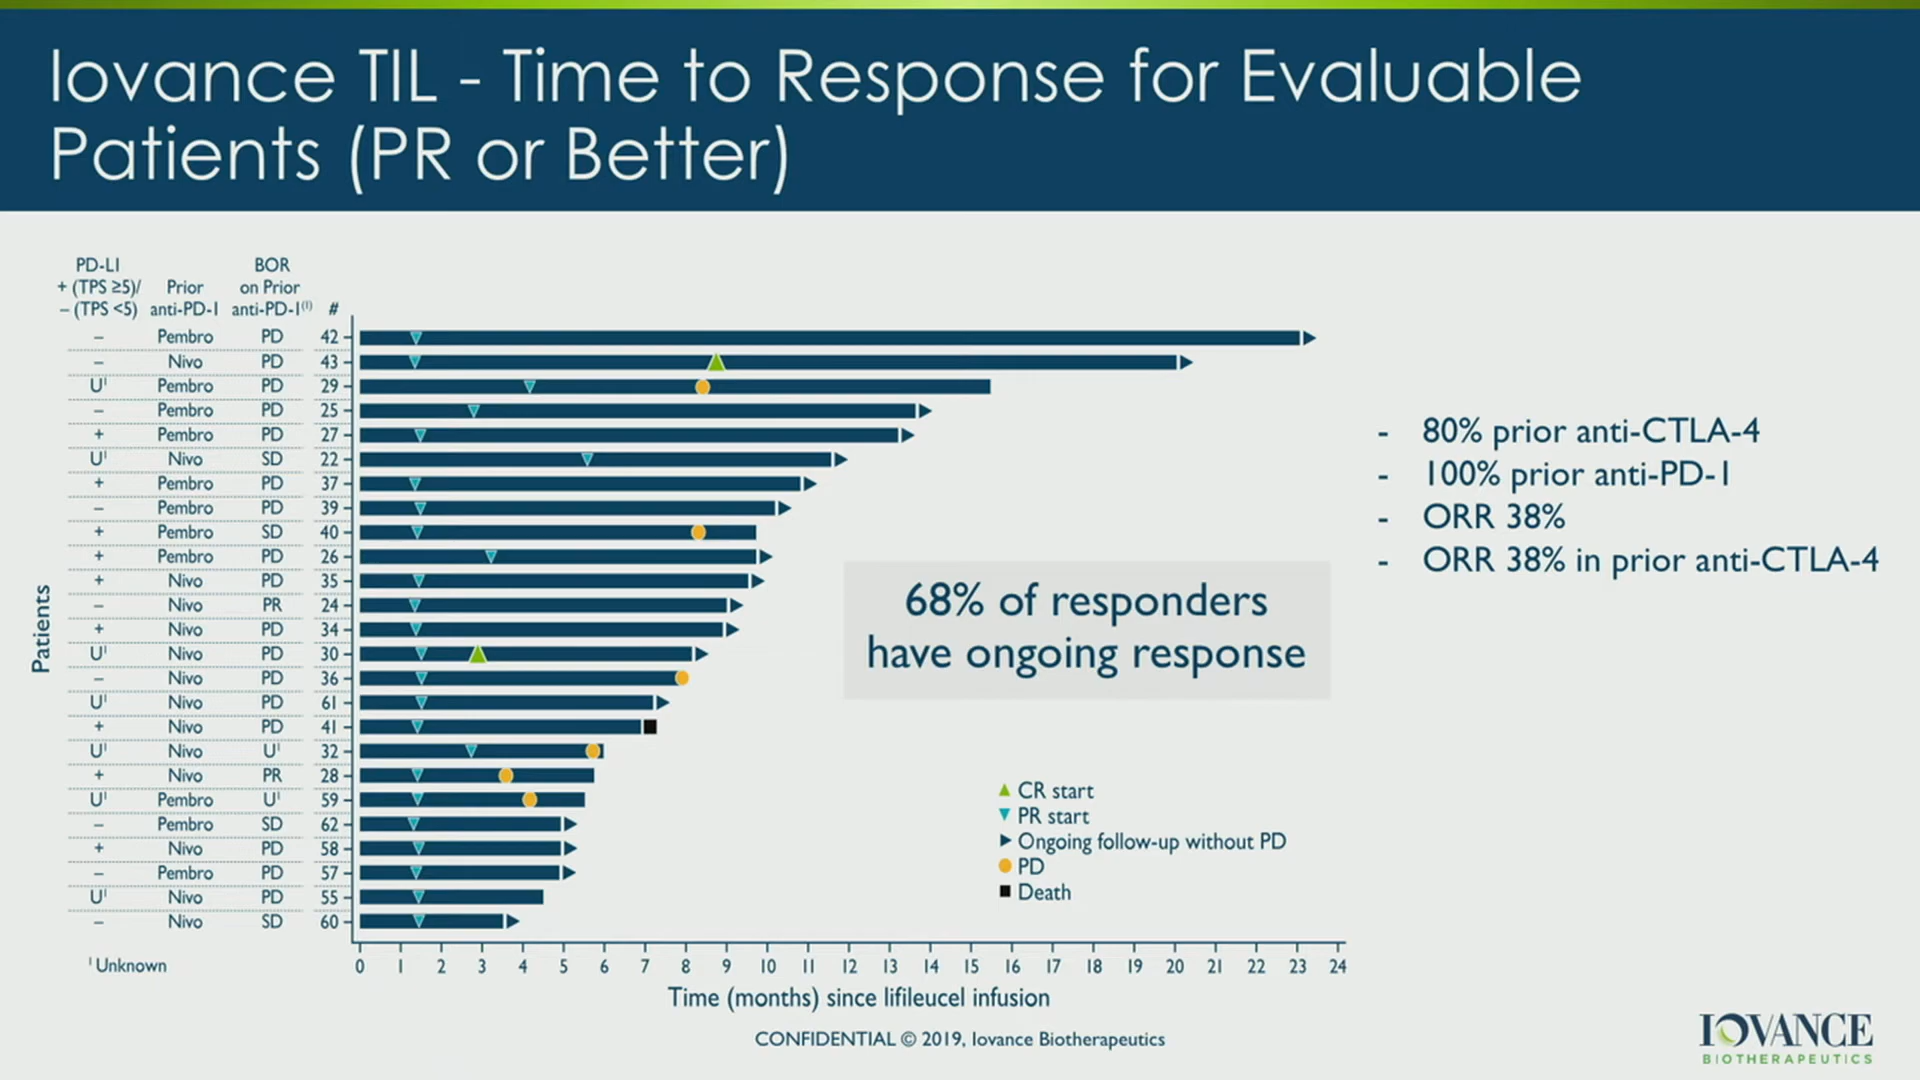 Iovance TIL - Time to Response for Evaluable
Patients (PR or Better)
PD-L1
+ (TPS ≥5)/
– (TPS <5)
Prior
anti-PD-1
BOR
on Prior
anti-PD-1(1)
#
Patients
– Pembro PD 42
– Nivo PD 43
U¹ Pembro PD 29
– Pembro PD 25
+ Pembro PD 27
U¹ Nivo SD 22
+ Pembro PD 37
– Pembro PD 39
+ Pembro SD 40
+ Pembro PD 26
+ Nivo PD 35
– Nivo PR 24
+ Nivo PD 34
U¹ Nivo PD 30
– Nivo PD 36
U¹ Nivo PD 61
+ Nivo PD 41
U¹ Nivo U¹ 32
+ Nivo PR 28
U¹ Pembro U¹ 59
– Pembro SD 62
+ Nivo PD 58
– Pembro PD 57
U¹ Nivo PD 55
– Nivo SD 60
¹ Unknown
0 1 2 3 4 5 6 7 8 9 10 11 12 13 14 15 16 17 18 19 20 21 22 23 24
Time (months) since lifileucel infusion
68% of responders
have ongoing response
CR start
PR start
Ongoing follow-up without PD
PD
Death
- 80% prior anti-CTLA-4
- 100% prior anti-PD-1
- ORR 38%
- ORR 38% in prior anti-CTLA-4
CONFIDENTIAL © 2019, Iovance Biotherapeutics
IOVANCE
BIOTHERAPEUTICS